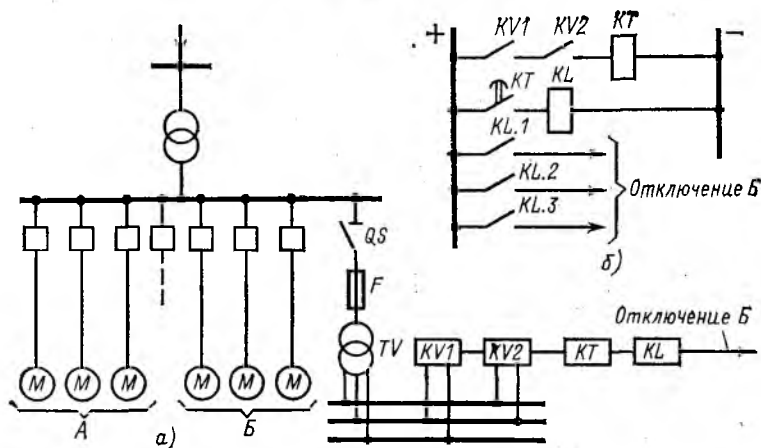 + KV1 KV2 KT −
KT KL
KL.1
KL.2
KL.3
Отключение Б
б)
QS
F
TV
KV1 KV2 KT KL
Отключение Б
M M M M M M
А Б
а)